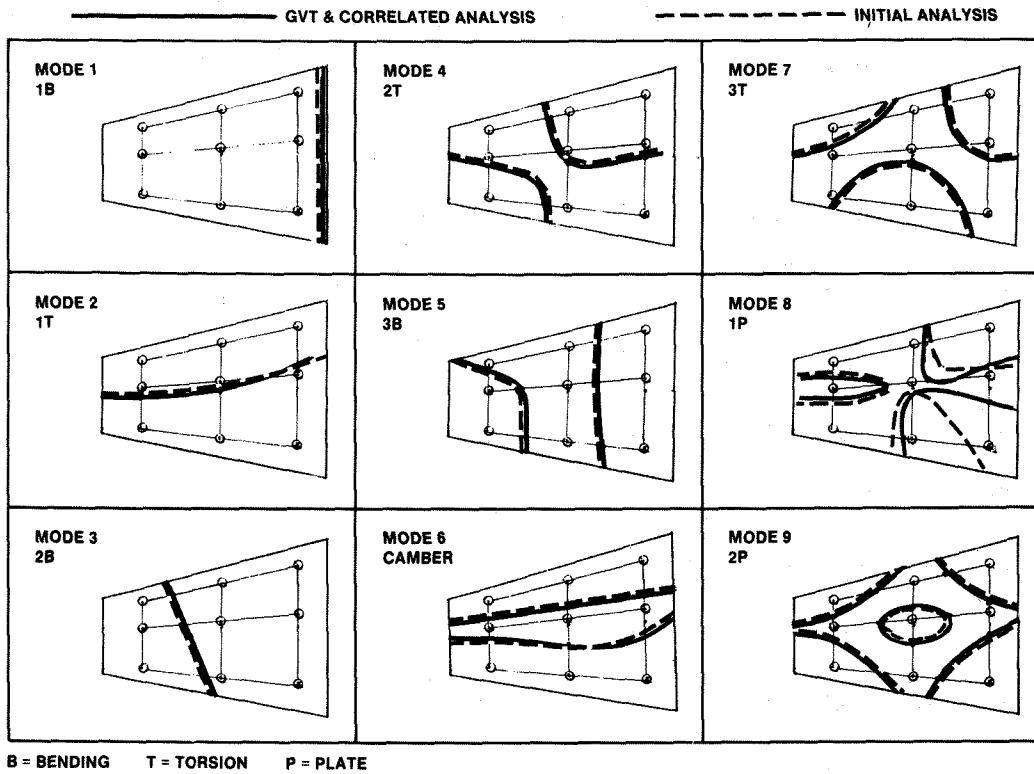 GVT & CORRELATED ANALYSIS
INITIAL ANALYSIS
MODE 1
1B
MODE 4
2T
MODE 7
3T
MODE 2
1T
MODE 5
3B
MODE 8
1P
MODE 3
2B
MODE 6
CAMBER
MODE 9
2P
B = BENDING T = TORSION P = PLATE